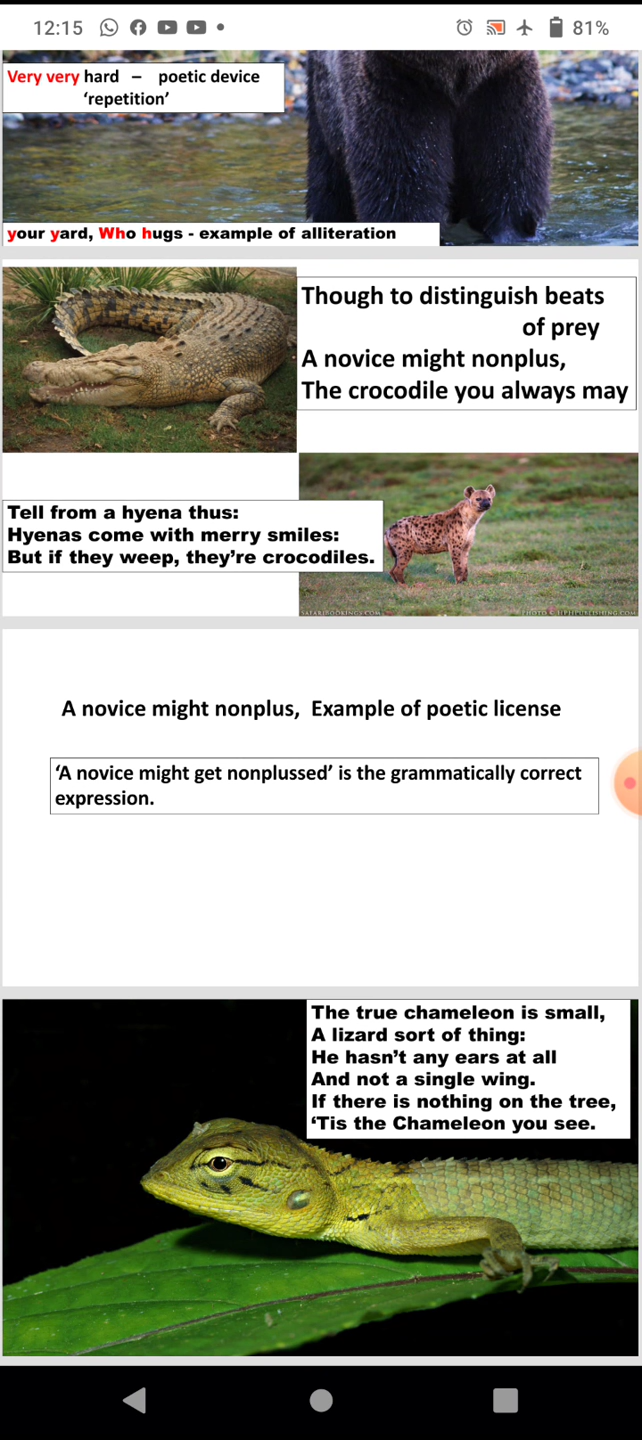 12:15
81%
Very very hard – poetic device
‘repetition’
your yard, Who hugs - example of alliteration
Though to distinguish beats
of prey
A novice might nonplus,
The crocodile you always may
Tell from a hyena thus:
Hyenas come with merry smiles:
But if they weep, they’re crocodiles.
SAFARIBOOKINGS.COM
A novice might nonplus, Example of poetic license
‘A novice might get nonplussed’ is the grammatically correct
expression.
The true chameleon is small,
A lizard sort of thing:
He hasn’t any ears at all
And not a single wing.
If there is nothing on the tree,
‘Tis the Chameleon you see.